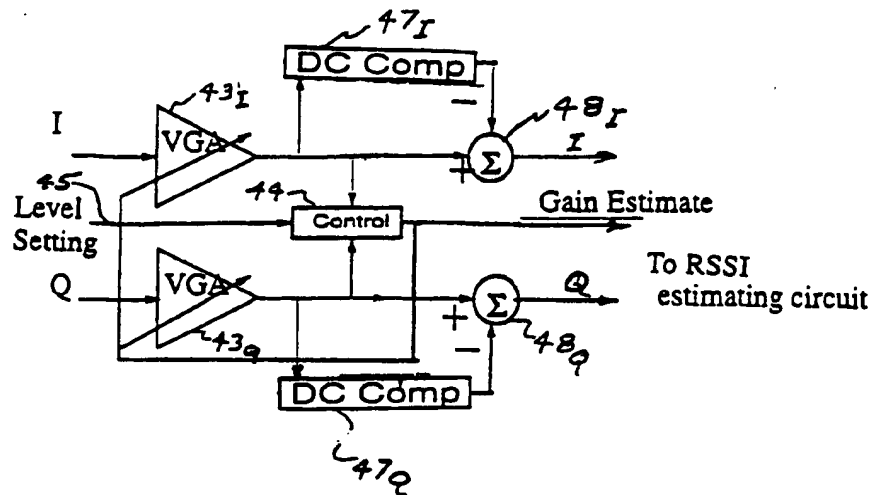 47I
DC Comp
−
43I
48I
I
VGA
+
Σ
I
45
44
Level
Setting
Control
Gain Estimate
Q
VGA
Q
To RSSI
estimating circuit
+
Σ
−
43Q
48Q
DC Comp
47Q